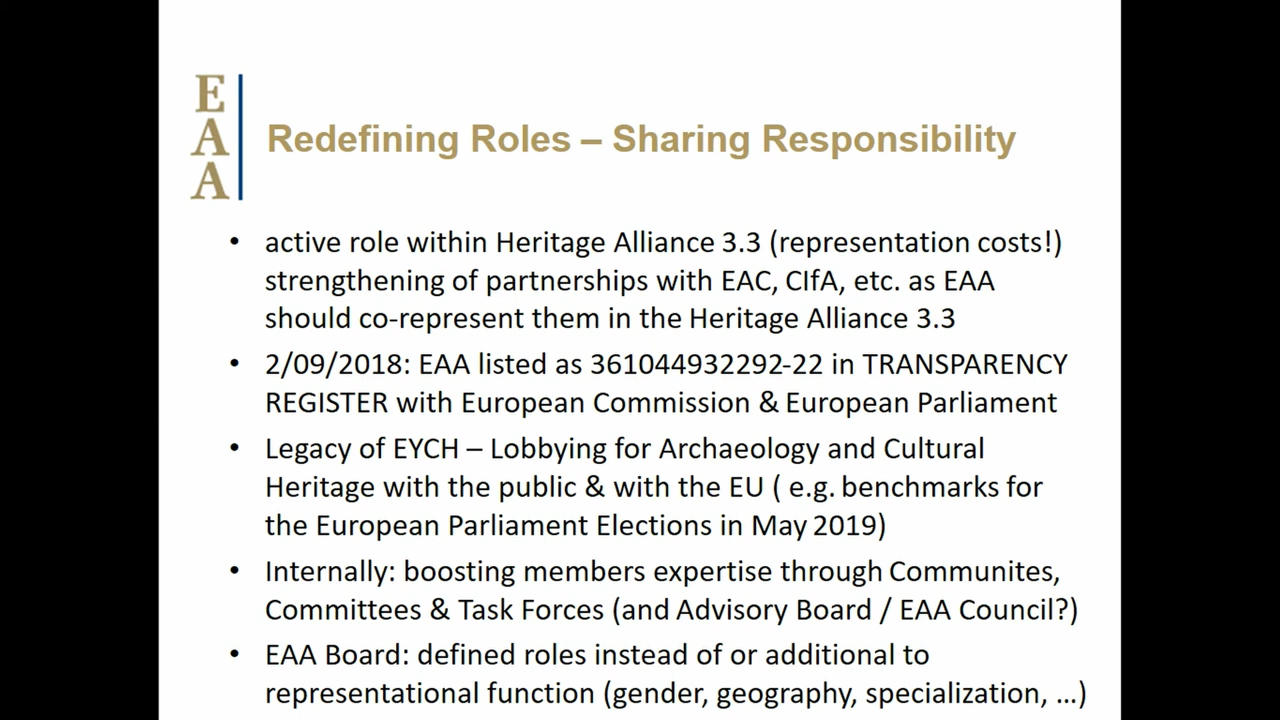 E
A
A
Redefining Roles – Sharing Responsibility
• active role within Heritage Alliance 3.3 (representation costs!)
strengthening of partnerships with EAC, CIfA, etc. as EAA
should co-represent them in the Heritage Alliance 3.3
• 2/09/2018: EAA listed as 361044932292-22 in TRANSPARENCY
REGISTER with European Commission & European Parliament
• Legacy of EYCH – Lobbying for Archaeology and Cultural
Heritage with the public & with the EU ( e.g. benchmarks for
the European Parliament Elections in May 2019)
• Internally: boosting members expertise through Communites,
Committees & Task Forces (and Advisory Board / EAA Council?)
• EAA Board: defined roles instead of or additional to
representational function (gender, geography, specialization, ...)